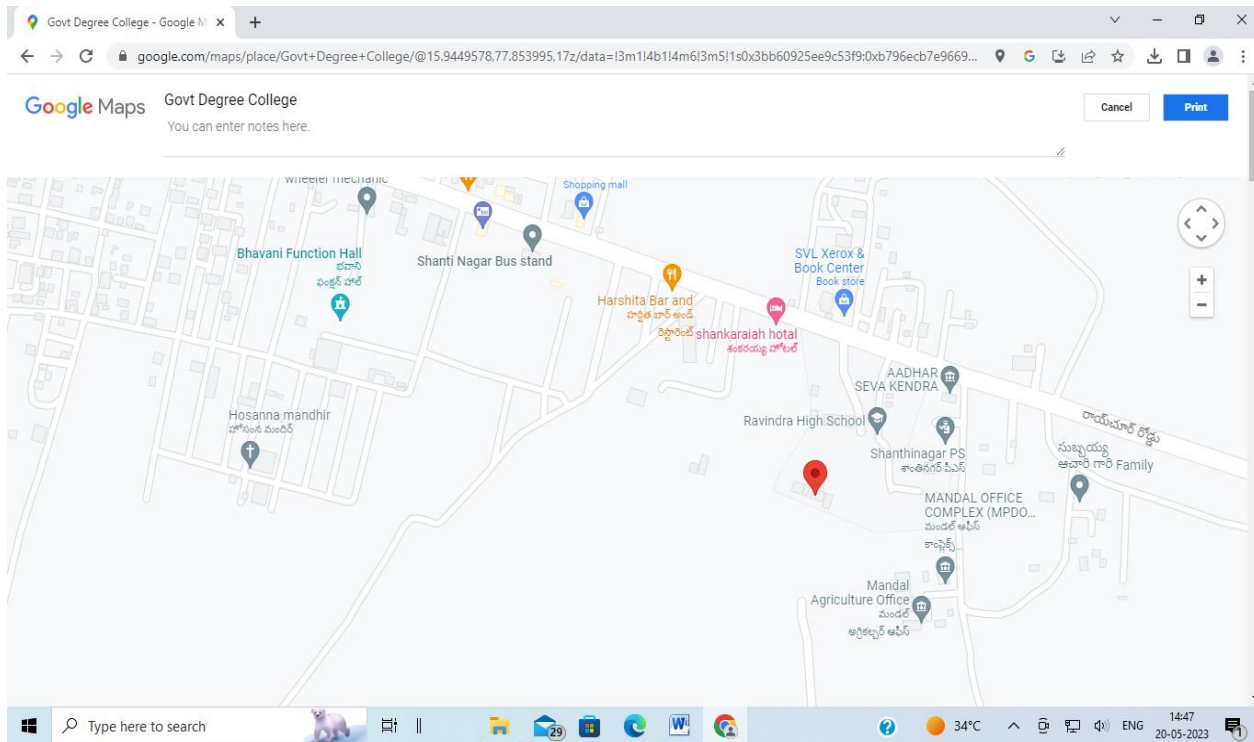 Govt Degree College - Google M
google.com/maps/place/Govt+Degree+College/@15.9449578,77.853995,17z/data=!3m1!4b1!4m6!3m5!1s0x3bb60925ee9c53f9:0xb796ecb7e9669...
Google Maps
Govt Degree College
You can enter notes here.
Cancel
Print
wheeler mechanic
Shopping mall
Bhavani Function Hall
భవాని
ఫంక్షన్ హాల్
Shanti Nagar Bus stand
SVL Xerox &
Book Center
Book store
Harshita Bar and
హర్షిత బార్ అండ్
రెస్టారెంట్
shankaraiah hotal
శంకరయ్య హోటల్
AADHAR
SEVA KENDRA
Hosanna mandhir
హోసంన మందిర్
Ravindra High School
రాయ్‌చూర్ రోడ్డు
Shanthinagar PS
శాంతినగర్ పీఎస్
సుబ్బయ్య
ఆచారి గారి Family
MANDAL OFFICE
COMPLEX (MPDO...
మండల్ ఆఫీస్
కాంప్లెక్స్...
Mandal
Agriculture Office
మండల్
అగ్రికల్చర్ ఆఫీస్
Type here to search
29
W
34°C
ENG
14:47
20-05-2023
1